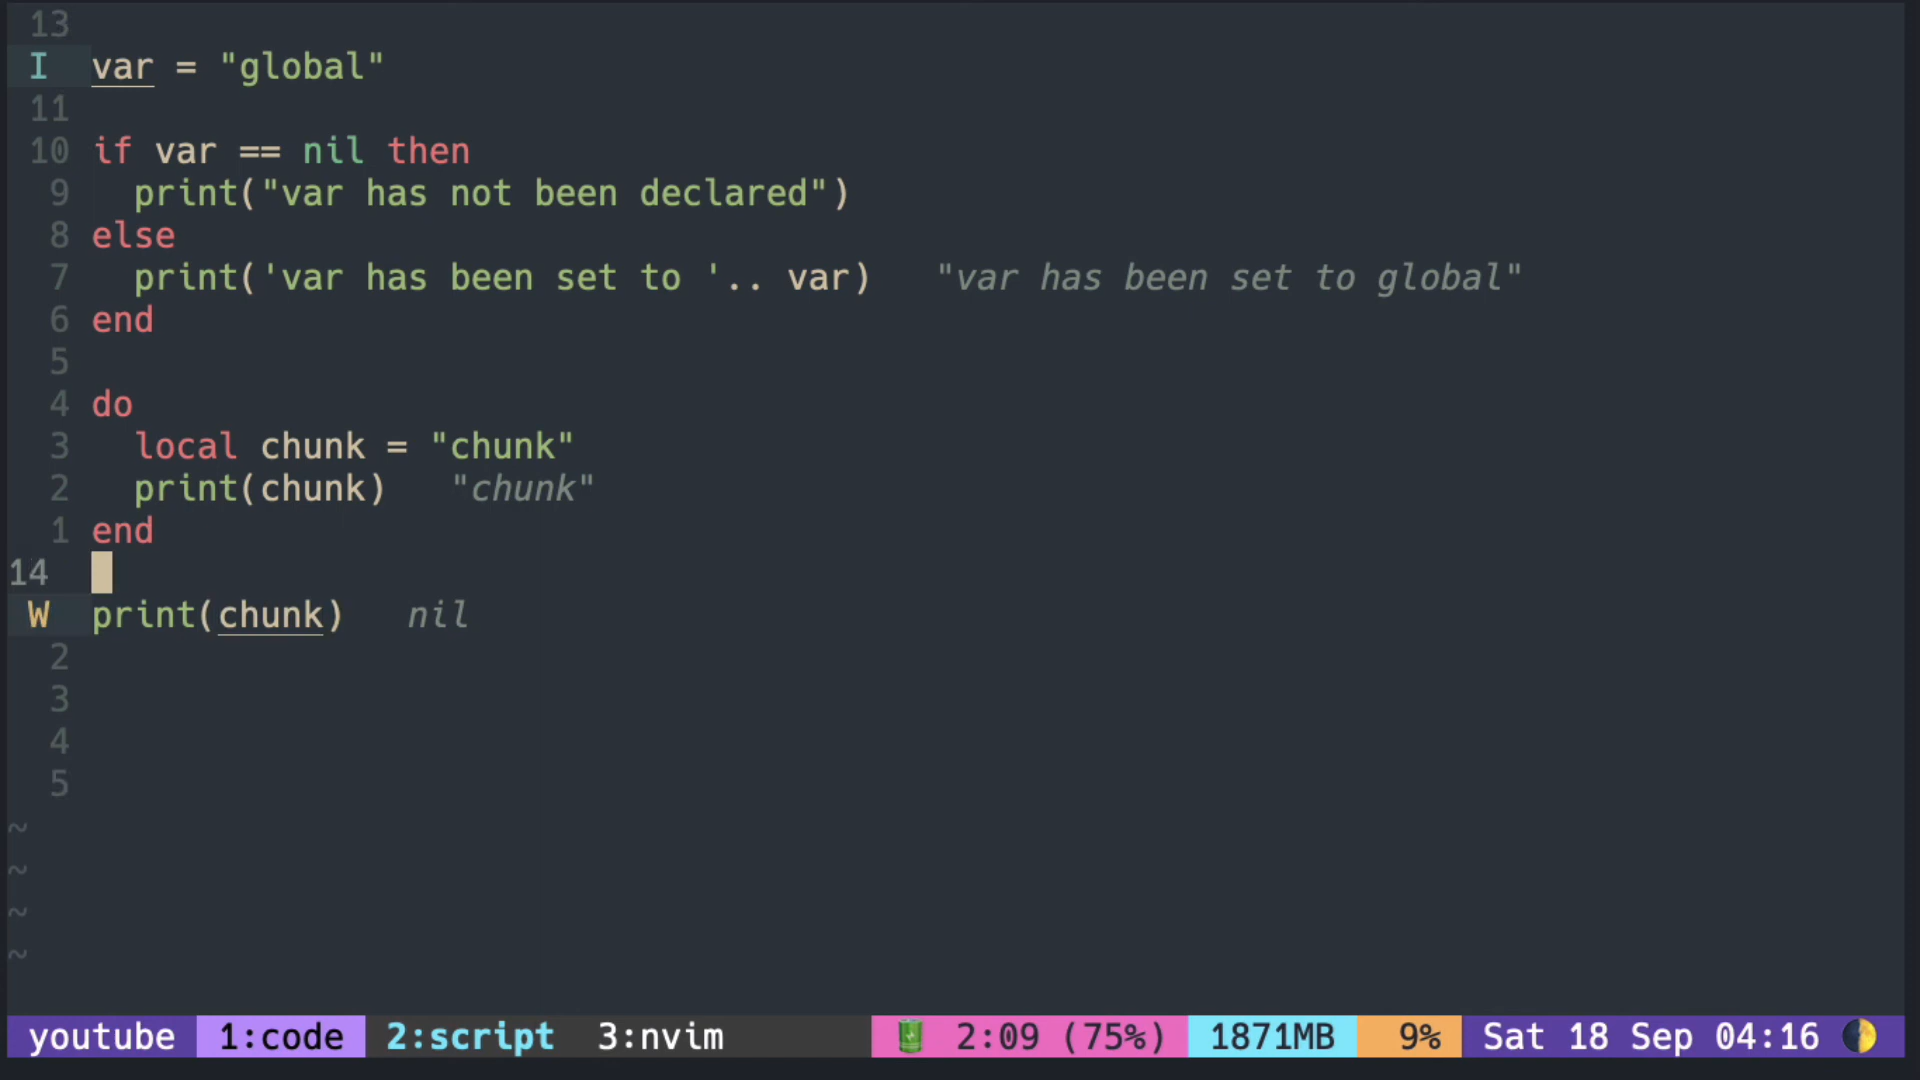 13
I var = "global"
11
10 if var == nil then
9 print("var has not been declared")
8 else
7 print('var has been set to '.. var) "var has been set to global"
6 end
5
4 do
3 local chunk = "chunk"
2 print(chunk) "chunk"
1 end
14
W print(chunk) nil
2
3
4
5
~
~
~
~
youtube 1:code 2:script 3:nvim 2:09 (75%) 1871MB 9% Sat 18 Sep 04:16